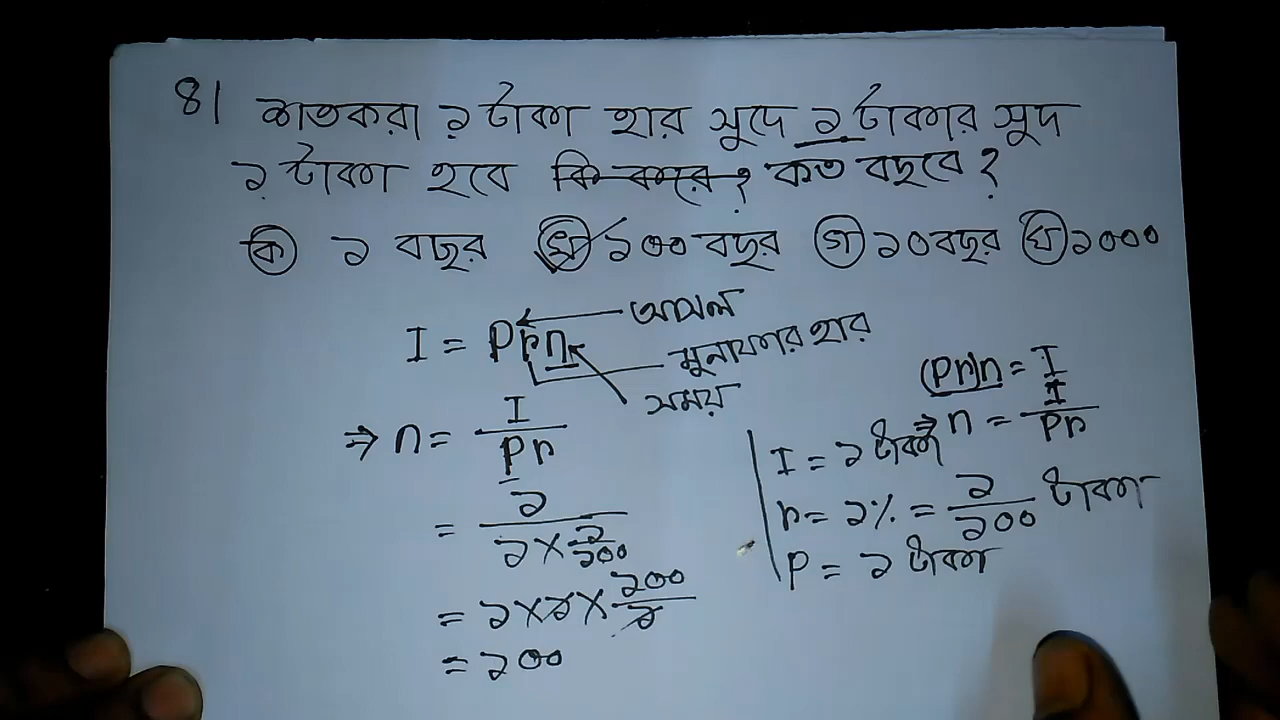 ৪। শতকরা ১ টাকা হার সুদে ১ টাকার সুদ
১ টাকা হবে কি করে? কত বছরে?
ক ১ বছর খ ১০০ বছর গ ১০ বছর ঘ ১০০০
I = Prn আসল
মুনাফার হার
সময়
(Pr)n = I
⇒ n = I/Pr
⇒ n = I/Pr
I = ১ টাকা
= ১/(১×১/১০০)
r = ১% = ১/১০০ টাকা
P = ১ টাকা
= ১×১×১০০/১
= ১০০